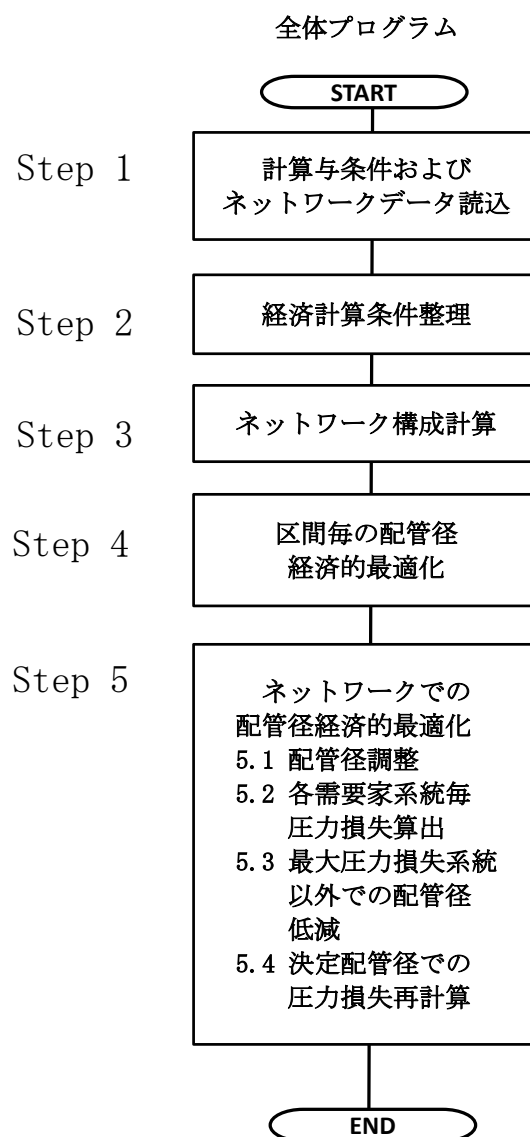 全体プログラム
START
Step 1
計算与条件および
ネットワークデータ読込
Step 2
経済計算条件整理
Step 3
ネットワーク構成計算
Step 4
区間毎の配管径
経済的最適化
Step 5
ネットワークでの
配管径経済的最適化
5.1 配管径調整
5.2 各需要家系統毎
圧力損失算出
5.3 最大圧力損失系統
以外での配管径
低減
5.4 決定配管径での
圧力損失再計算
END